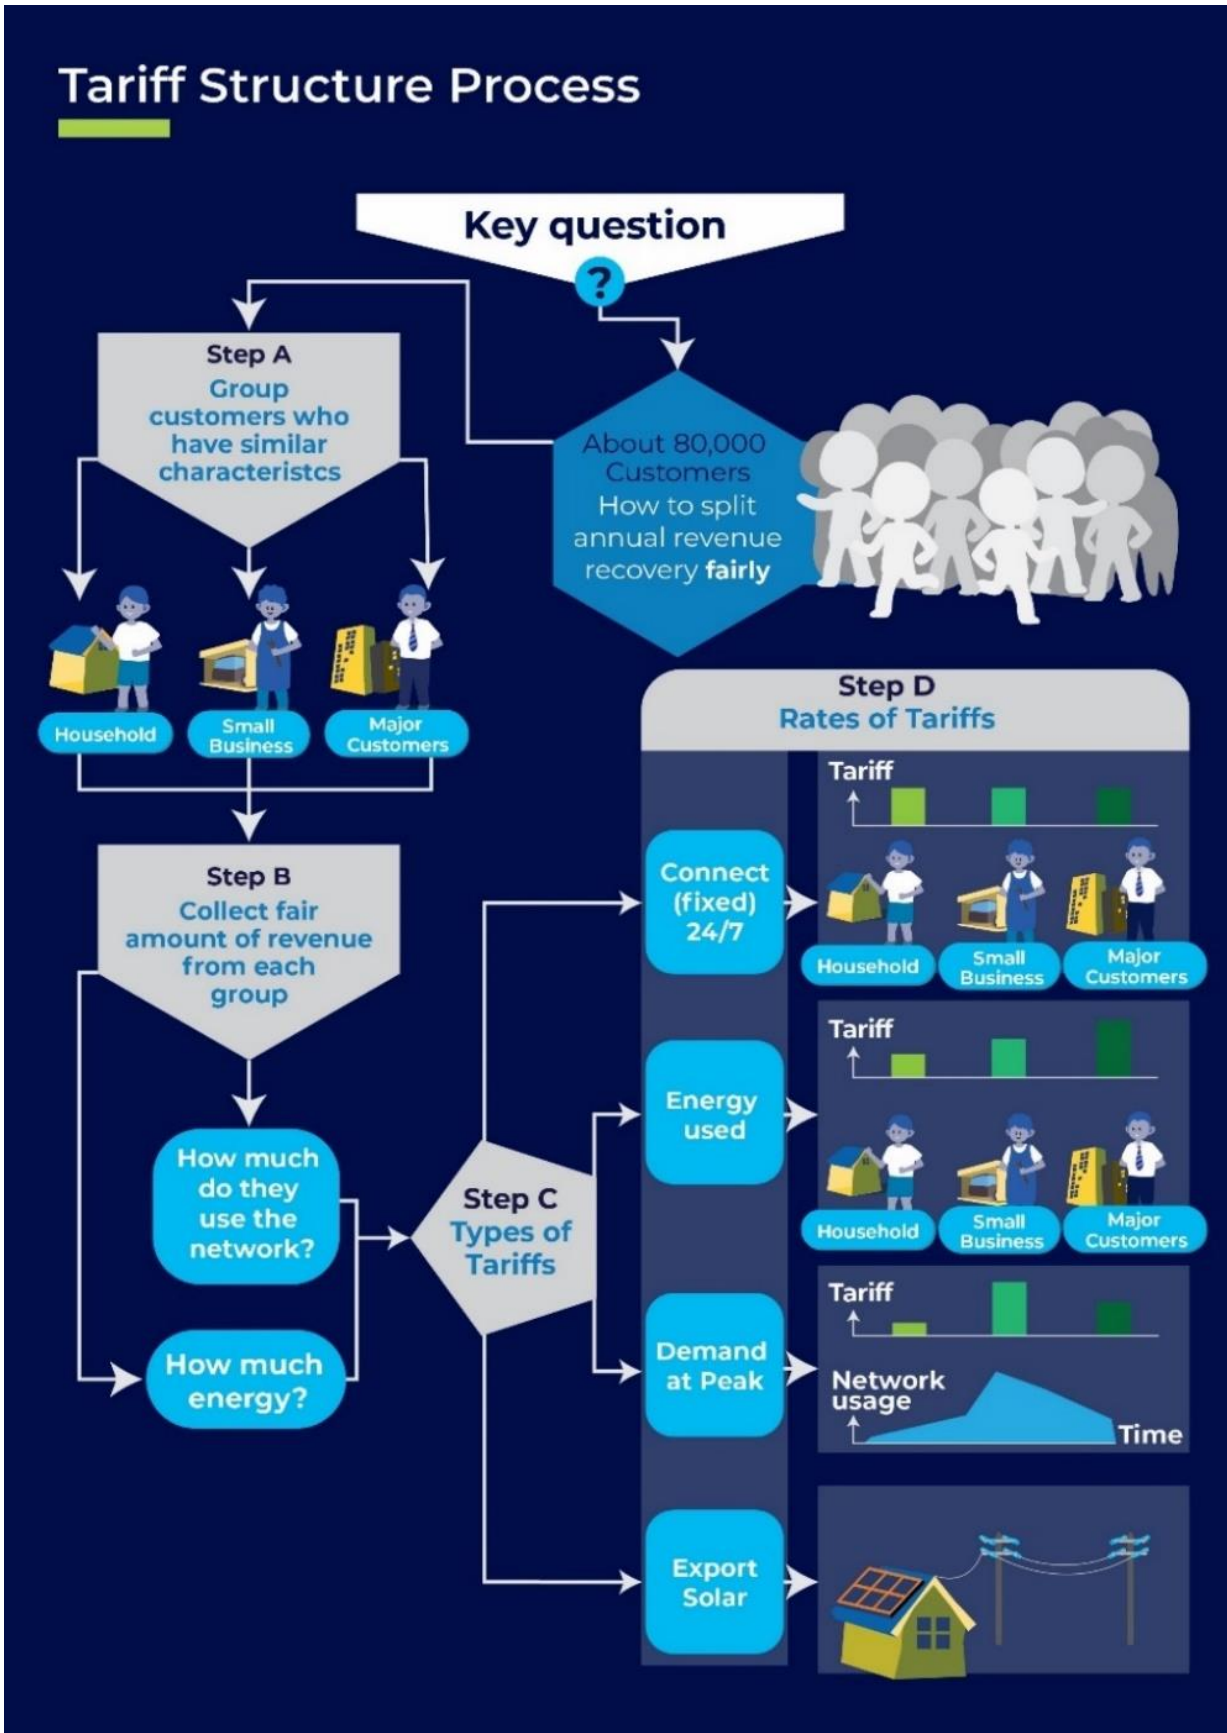 Tariff Structure Process
Key question
?
Step A
Group
customers who
have similar
characteristcs
About 80,000
Customers
How to split
annual revenue
recovery fairly
Household
Small
Business
Major
Customers
Step B
Collect fair
amount of revenue
from each
group
How much
do they
use the
network?
How much
energy?
Step C
Types of
Tariffs
Step D
Rates of Tariffs
Connect
(fixed)
24/7
Tariff
Household
Small
Business
Major
Customers
Energy
used
Tariff
Household
Small
Business
Major
Customers
Demand
at Peak
Tariff
Network
usage
Time
Export
Solar